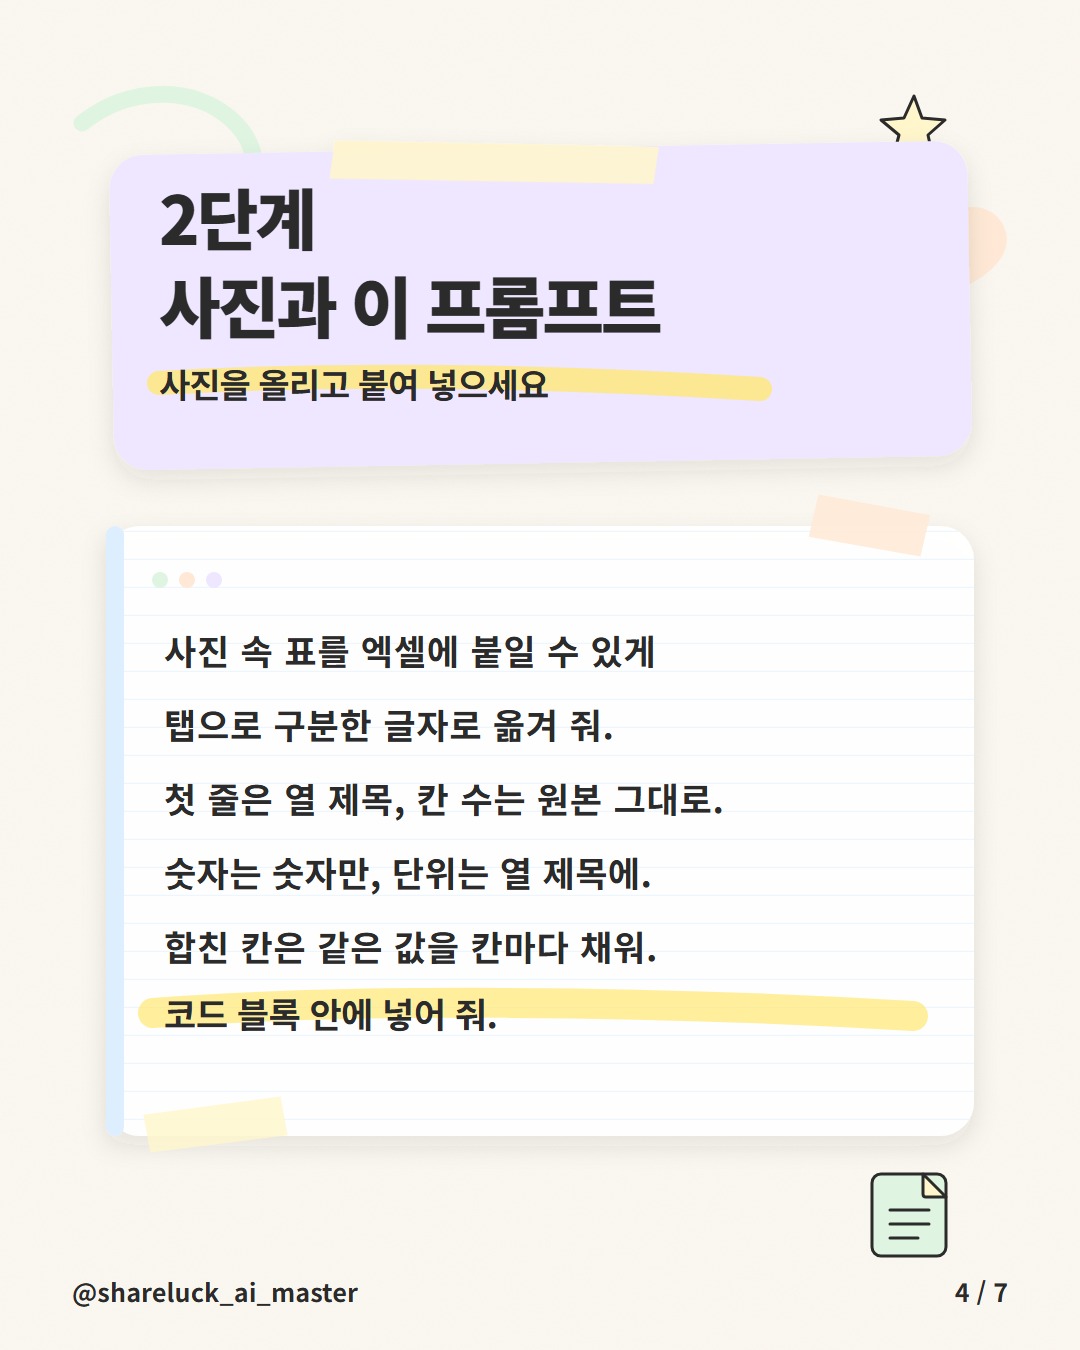 2단계
사진과 이 프롬프트
사진을 올리고 붙여 넣으세요
사진 속 표를 엑셀에 붙일 수 있게
탭으로 구분한 글자로 옮겨 줘.
첫 줄은 열 제목, 칸 수는 원본 그대로.
숫자는 숫자만, 단위는 열 제목에.
합친 칸은 같은 값을 칸마다 채워.
코드 블록 안에 넣어 줘.
@shareluck_ai_master
4 / 7